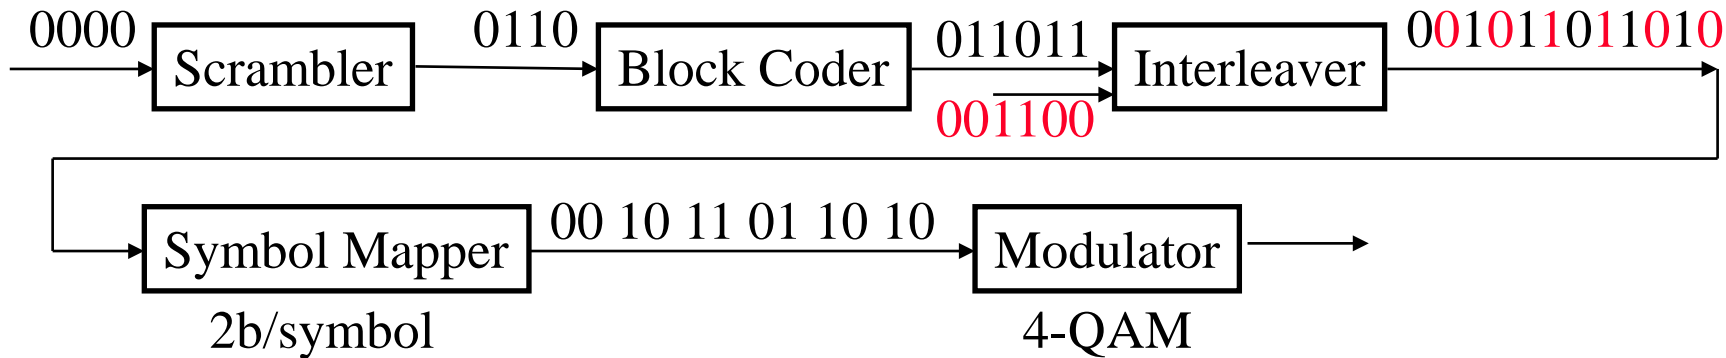 0000 Scrambler 0110 Block Coder 011011 Interleaver 001011011010
001100
Symbol Mapper 00 10 11 01 10 10 Modulator
2b/symbol 4-QAM